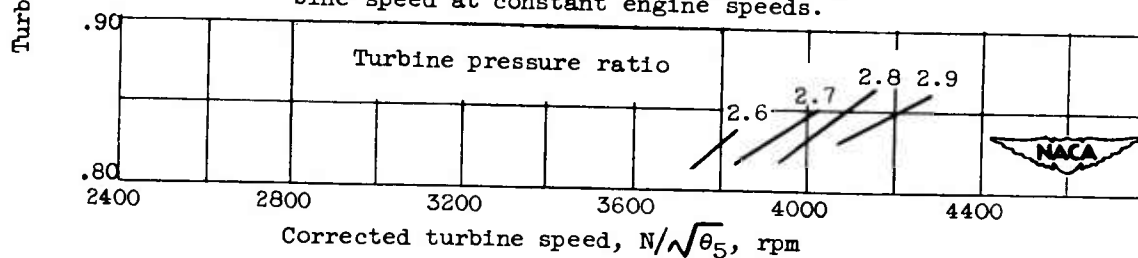 bine speed at constant engine speeds.
Turb
.90
Turbine pressure ratio
2.6
2.7
2.8
2.9
NACA
.80
2400
2800
3200
3600
4000
4400
Corrected turbine speed, N/√θ₅, rpm